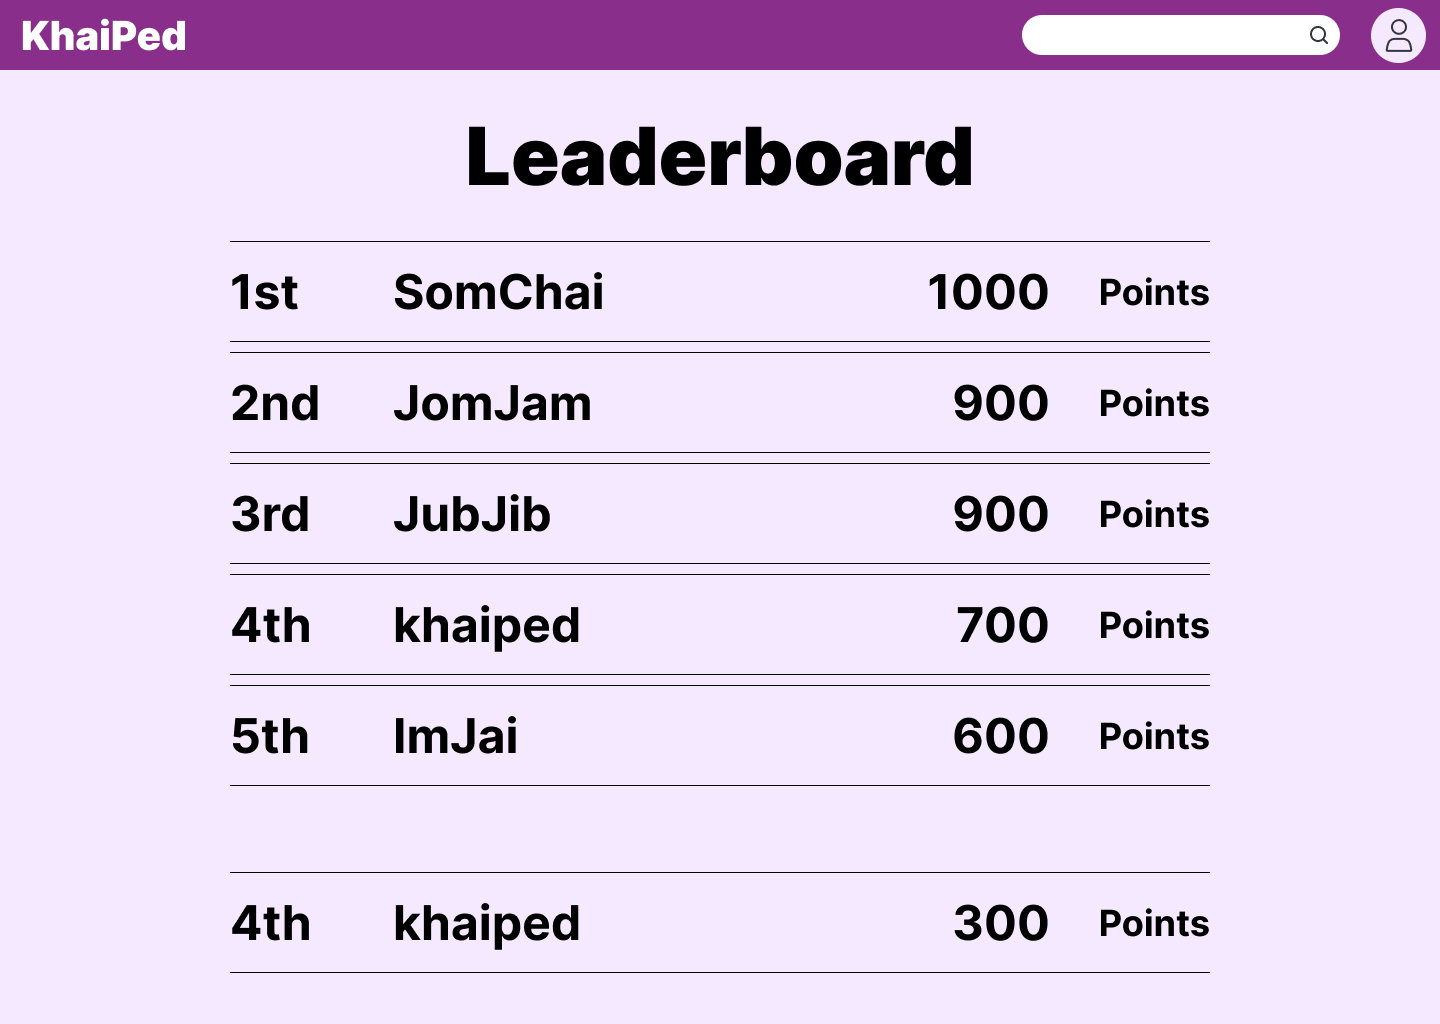 KhaiPed
Leaderboard
1st SomChai 1000 Points
2nd JomJam 900 Points
3rd JubJib 900 Points
4th khaiped 700 Points
5th ImJai 600 Points
4th khaiped 300 Points